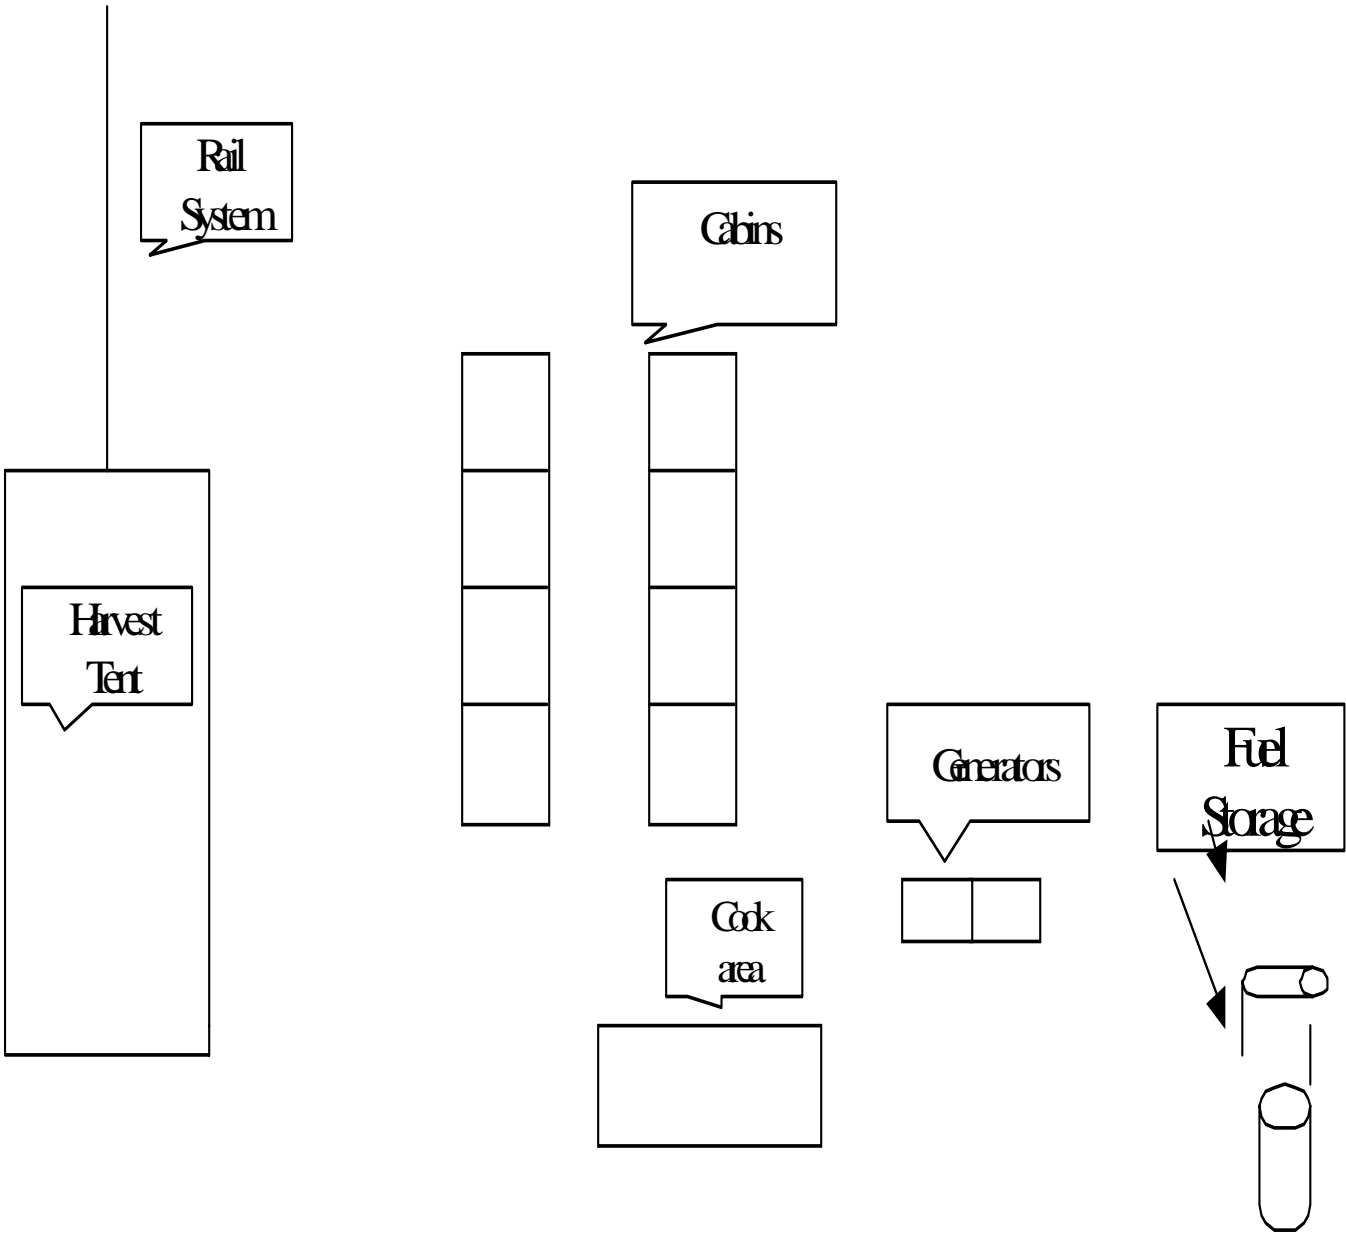 Rail
System
Cabins
Harvest
Tent
Generators
Fuel
Storage
Cook
area